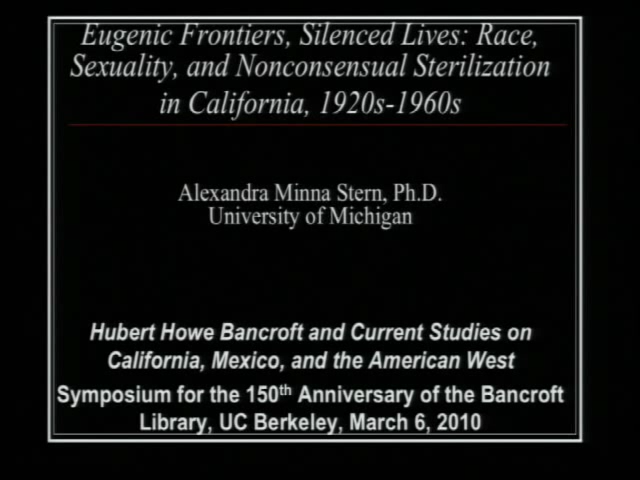 Eugenic Frontiers, Silenced Lives: Race,
Sexuality, and Nonconsensual Sterilization
in California, 1920s-1960s
Alexandra Minna Stern, Ph.D.
University of Michigan
Hubert Howe Bancroft and Current Studies on
California, Mexico, and the American West
Symposium for the 150th Anniversary of the Bancroft
Library, UC Berkeley, March 6, 2010